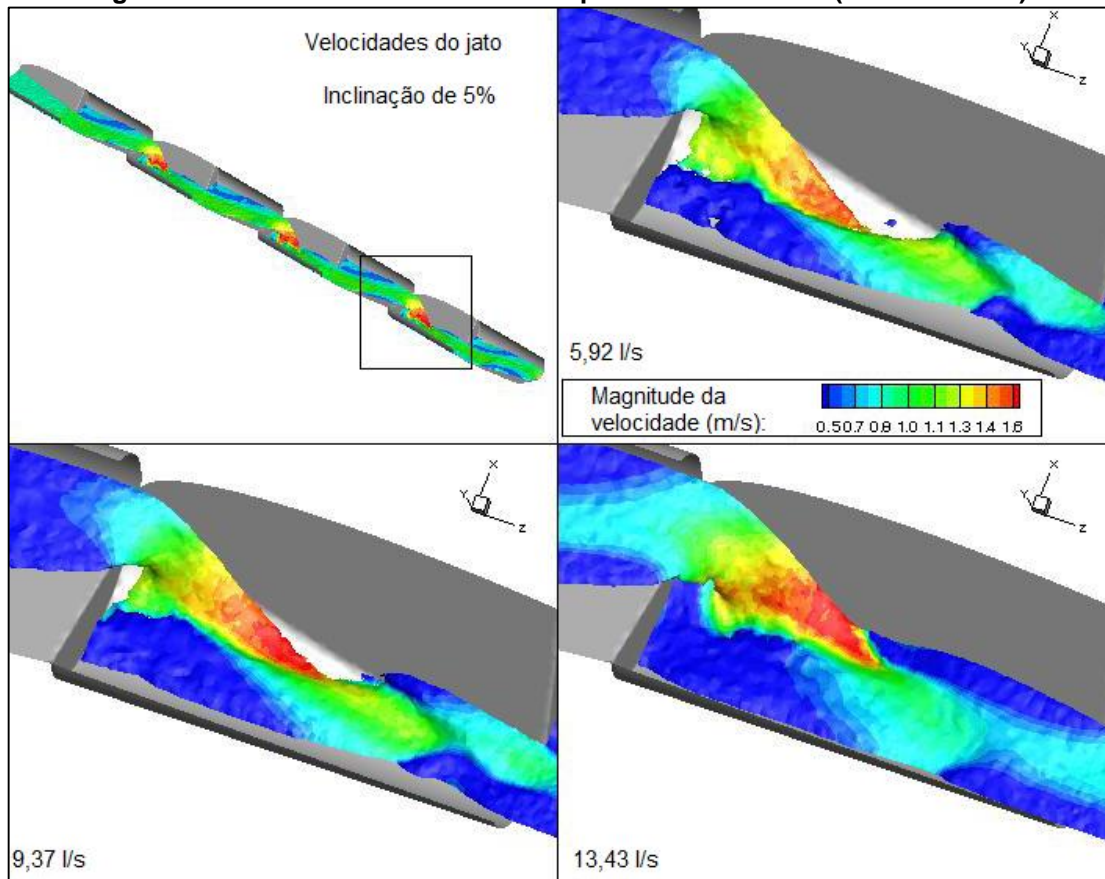 Velocidades do jato
Inclinação de 5%
X
Y
Z
5,92 l/s
Magnitude da
velocidade (m/s):
0.5 0.7 0.8 1.0 1.1 1.3 1.4 1.6
X
Y
Z
9,37 l/s
X
Y
Z
13,43 l/s